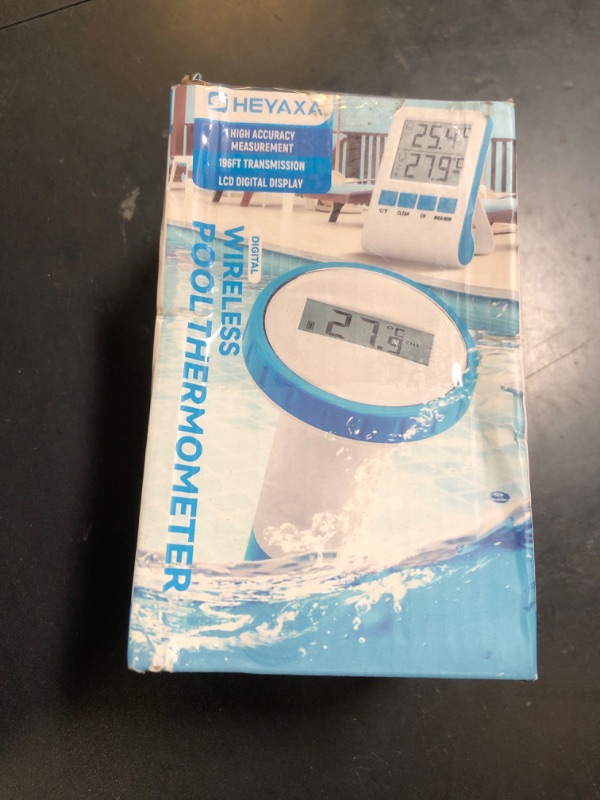 HEYAXA
HIGH ACCURACY
MEASUREMENT
196FT TRANSMISSION
LCD DIGITAL DISPLAY
25.4°C
27.9°C
°C/°F CLEAR CH MAX/MIN
DIGITAL
WIRELESS
POOL THERMOMETER
27.9°C
CH1